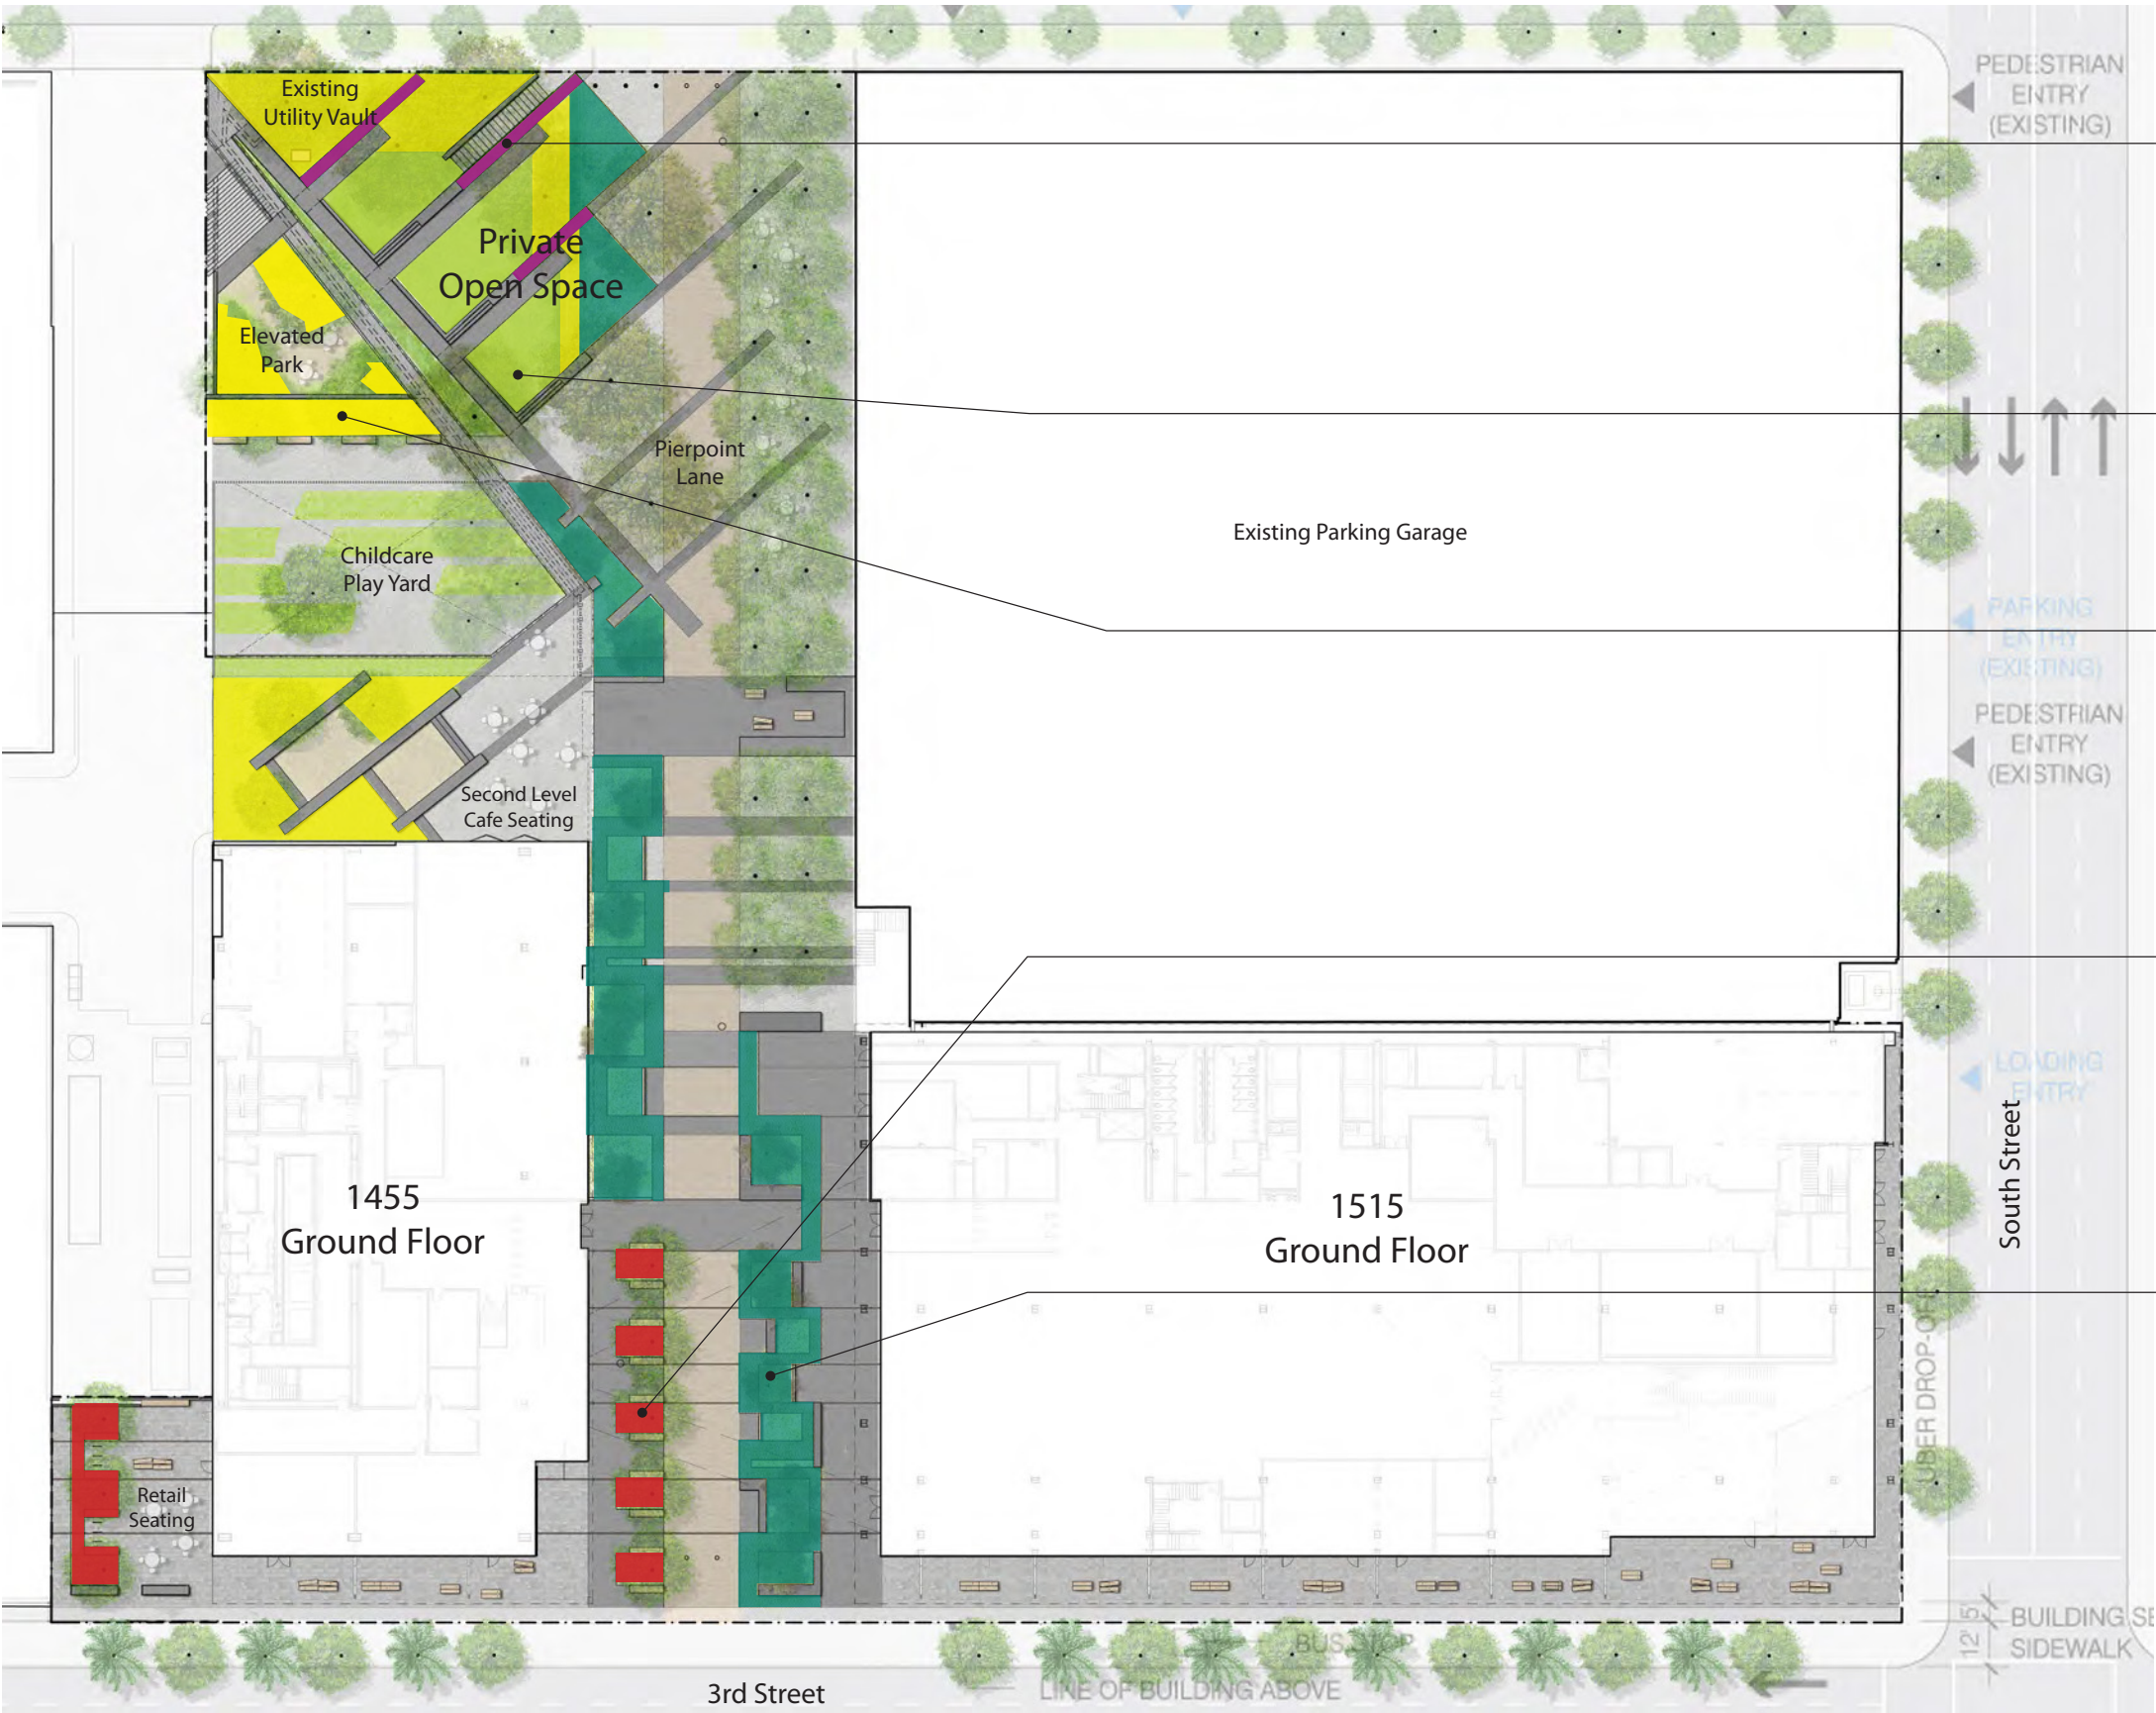 PEDESTRIAN
ENTRY
(EXISTING)
Existing
Utility Vault
Private
Open Space
Elevated
Park
Pierpoint
Lane
Existing Parking Garage
Childcare
Play Yard
PARKING
ENTRY
(EXISTING)
PEDESTRIAN
ENTRY
(EXISTING)
Second Level
Cafe Seating
LOADING
ENTRY
South Street
1455
Ground Floor
1515
Ground Floor
UBER DROP-OFF
Retail
Seating
12'
5'
BUILDING SE
SIDEWALK
BUS STOP
3rd Street
LINE OF BUILDING ABOVE